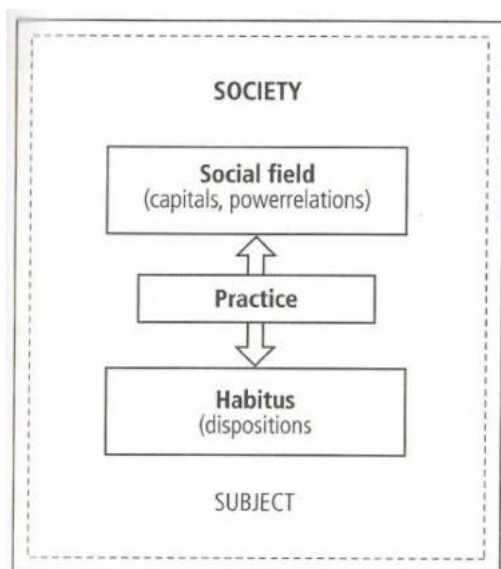 SOCIETY
Social field
(capitals, powerrelations)
Practice
Habitus
(dispositions
SUBJECT